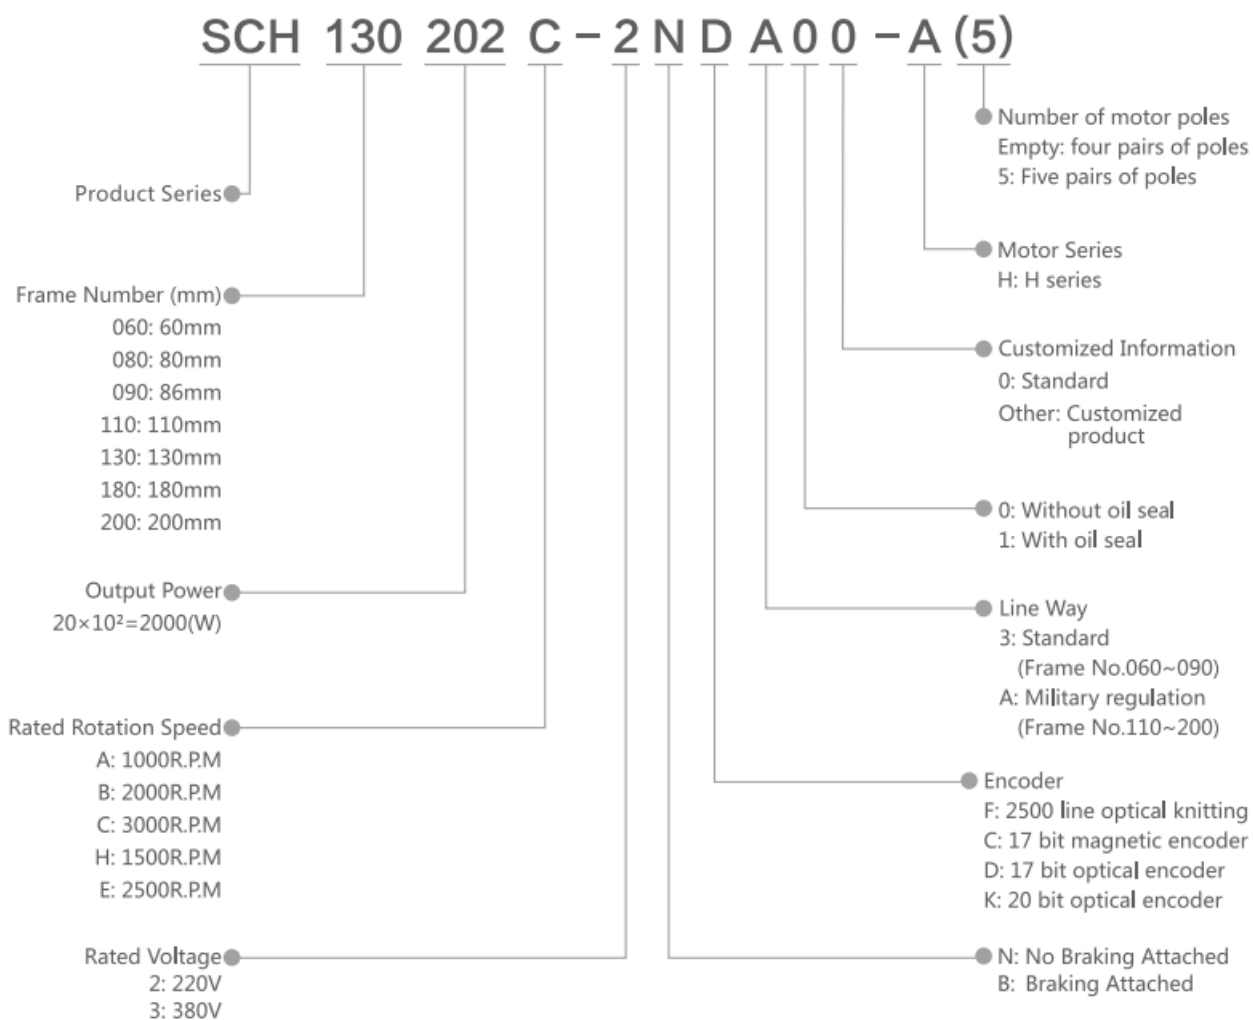 SCH 130 202 C - 2 N D A 0 0 - A (5)
Product Series
Frame Number (mm)
060: 60mm
080: 80mm
090: 86mm
110: 110mm
130: 130mm
180: 180mm
200: 200mm
Output Power
20×10²=2000(W)
Rated Rotation Speed
A: 1000R.P.M
B: 2000R.P.M
C: 3000R.P.M
H: 1500R.P.M
E: 2500R.P.M
Rated Voltage
2: 220V
3: 380V
Number of motor poles
Empty: four pairs of poles
5: Five pairs of poles
Motor Series
H: H series
Customized Information
0: Standard
Other: Customized
product
0: Without oil seal
1: With oil seal
Line Way
3: Standard
(Frame No.060~090)
A: Military regulation
(Frame No.110~200)
Encoder
F: 2500 line optical knitting
C: 17 bit magnetic encoder
D: 17 bit optical encoder
K: 20 bit optical encoder
N: No Braking Attached
B: Braking Attached